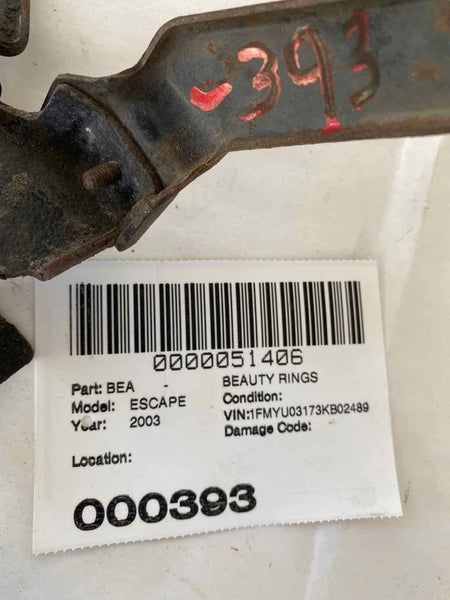 -393
0000051406
Part: BEA - BEAUTY RINGS
Model: ESCAPE Condition:
Year: 2003 VIN:1FMYU03173KB02489
Damage Code:
Location:
000393